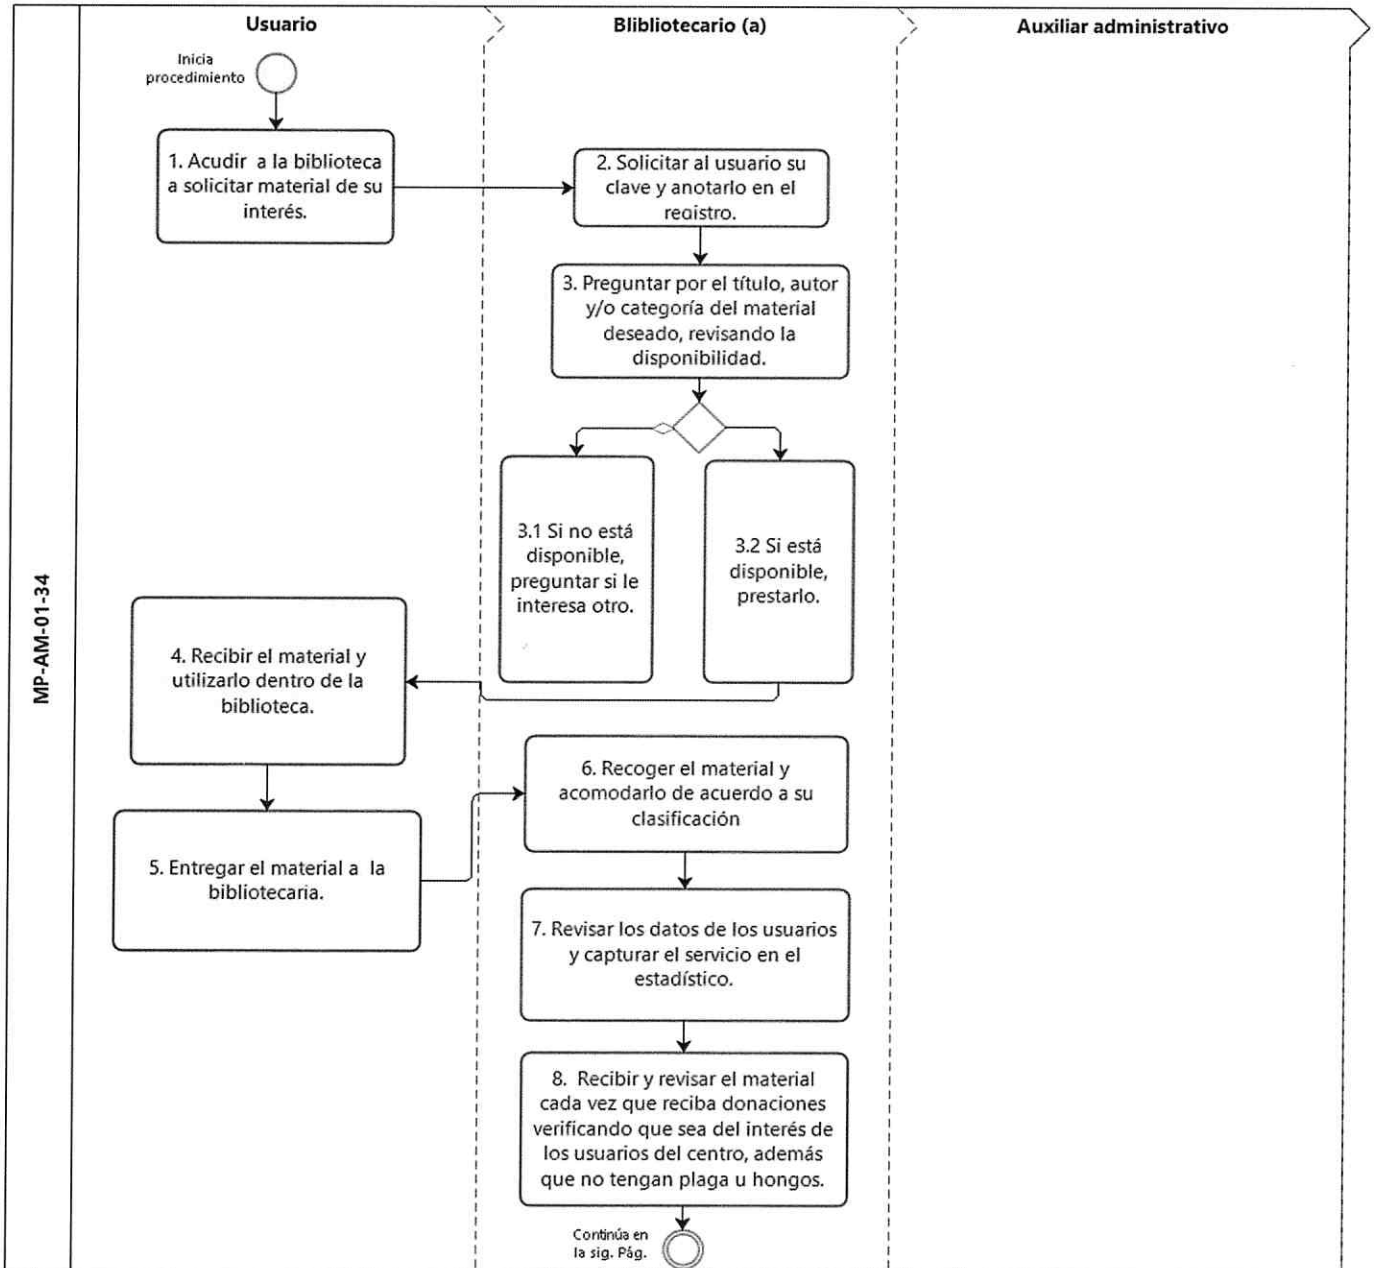 Usuario
Blibliotecario (a)
Auxiliar administrativo
MP-AM-01-34
Inicia
procedimiento
1. Acudir a la biblioteca
a solicitar material de su
interés.
2. Solicitar al usuario su
clave y anotarlo en el
registro.
3. Preguntar por el título, autor
y/o categoría del material
deseado, revisando la
disponibilidad.
3.1 Si no está
disponible,
preguntar si le
interesa otro.
3.2 Si está
disponible,
prestarlo.
4. Recibir el material y
utilizarlo dentro de la
biblioteca.
5. Entregar el material a la
bibliotecaria.
6. Recoger el material y
acomodarlo de acuerdo a su
clasificación
7. Revisar los datos de los usuarios
y capturar el servicio en el
estadístico.
8. Recibir y revisar el material
cada vez que reciba donaciones
verificando que sea del interés de
los usuarios del centro, además
que no tengan plaga u hongos.
Continúa en
la sig. Pág.